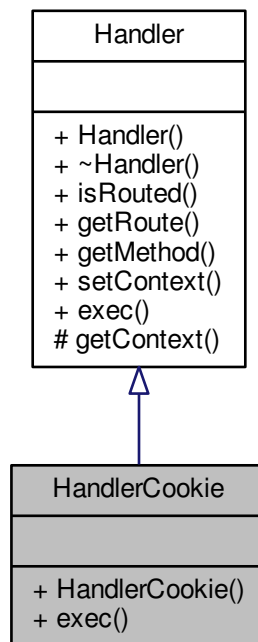 Handler
+ Handler()
+ ~Handler()
+ isRouted()
+ getRoute()
+ getMethod()
+ setContext()
+ exec()
# getContext()
HandlerCookie
+ HandlerCookie()
+ exec()